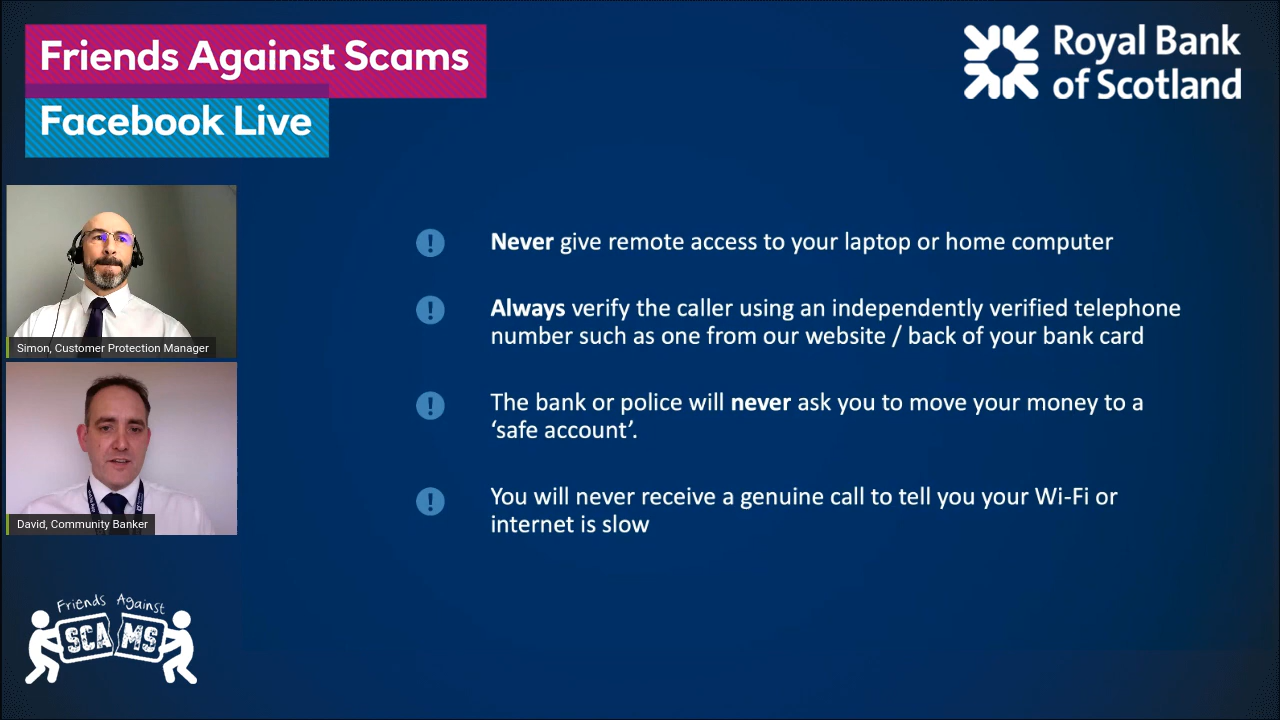 Friends Against Scams
Facebook Live
Royal Bank
of Scotland
Simon, Customer Protection Manager
David, Community Banker
Never give remote access to your laptop or home computer
Always verify the caller using an independently verified telephone
number such as one from our website / back of your bank card
The bank or police will never ask you to move your money to a
‘safe account’.
You will never receive a genuine call to tell you your Wi-Fi or
internet is slow
Friends Against
SCAMS